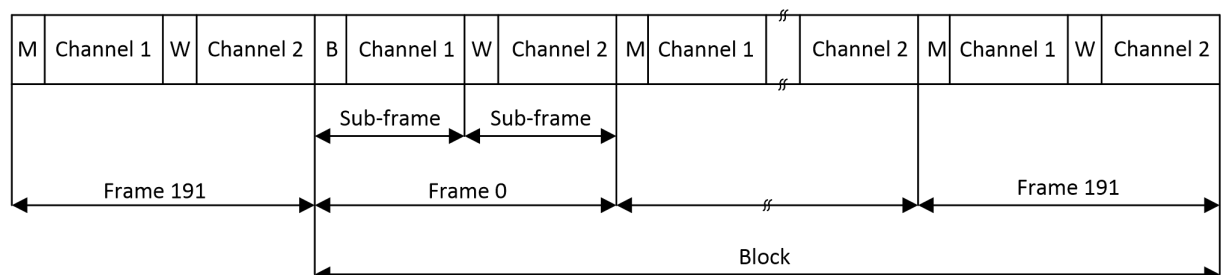 M Channel 1 W Channel 2 B Channel 1 W Channel 2 M Channel 1 Channel 2 M Channel 1 W Channel 2
Sub-frame Sub-frame
Frame 191 Frame 0 Frame 191
Block